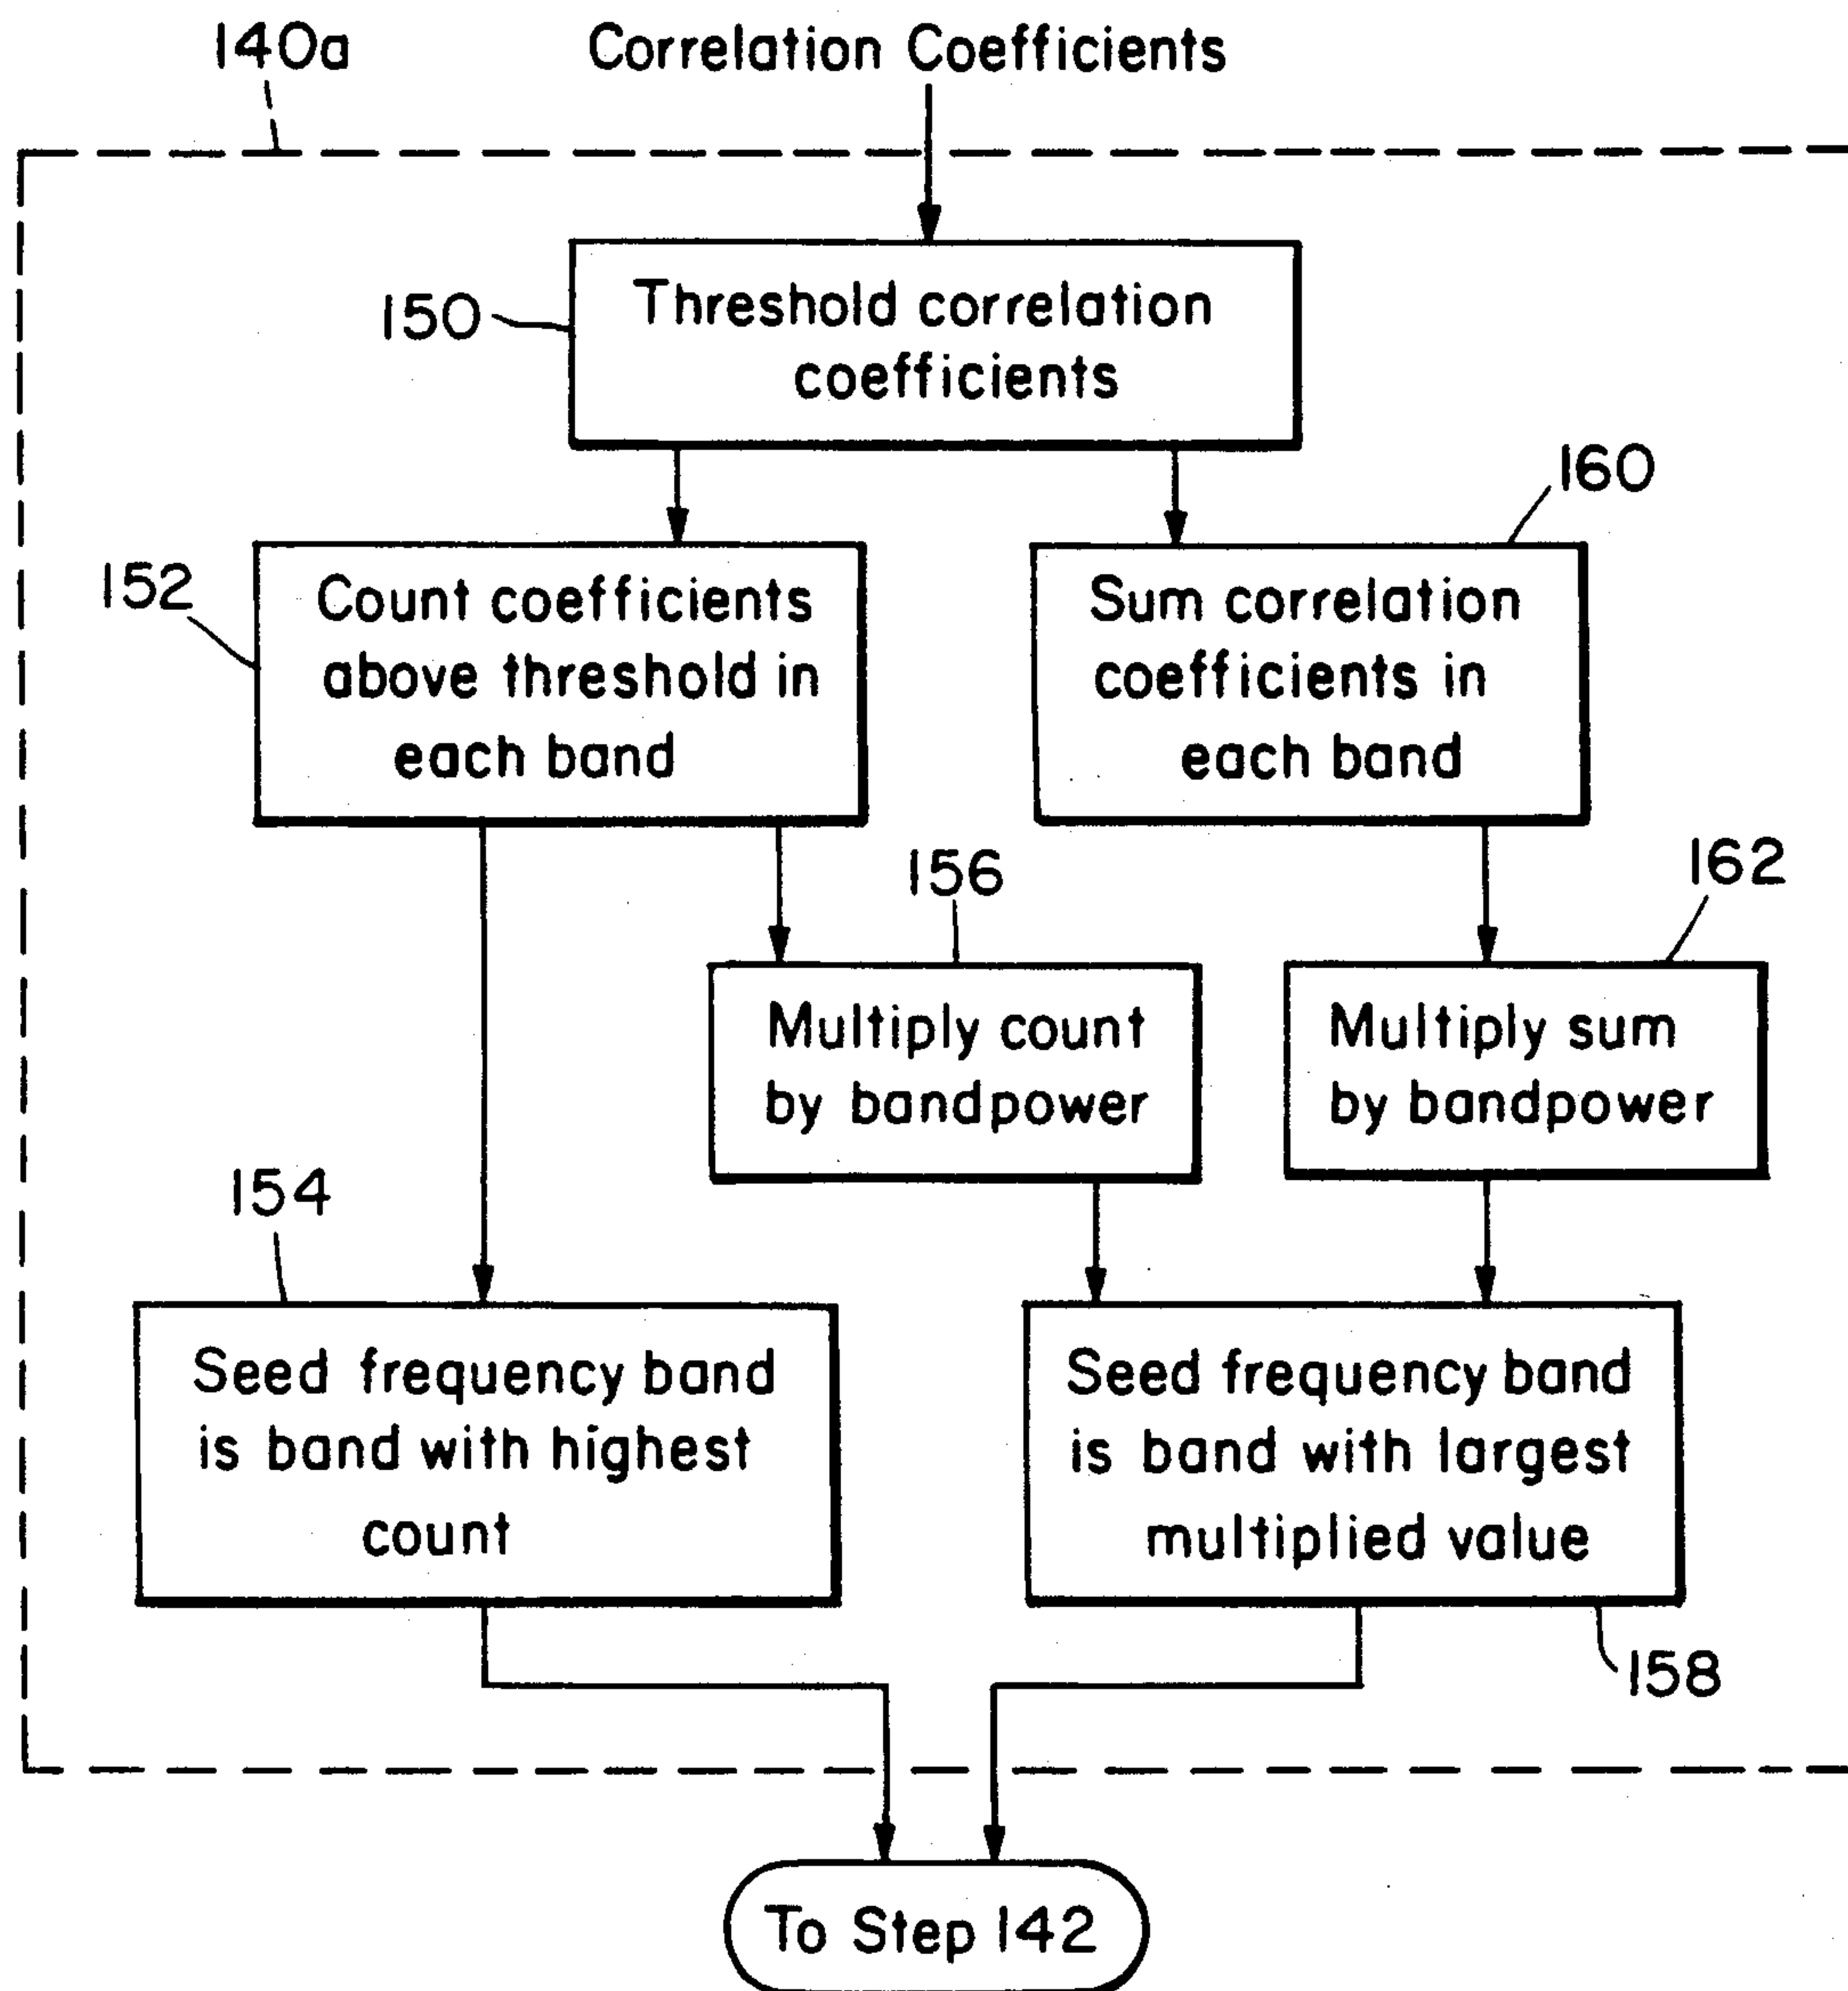 140a
Correlation Coefficients
150
Threshold correlation
coefficients
160
152
Count coefficients
above threshold in
each band
Sum correlation
coefficients in
each band
156
162
Multiply count
by bandpower
Multiply sum
by bandpower
154
Seed frequency band
is band with highest
count
Seed frequency band
is band with largest
multiplied value
158
To Step 142